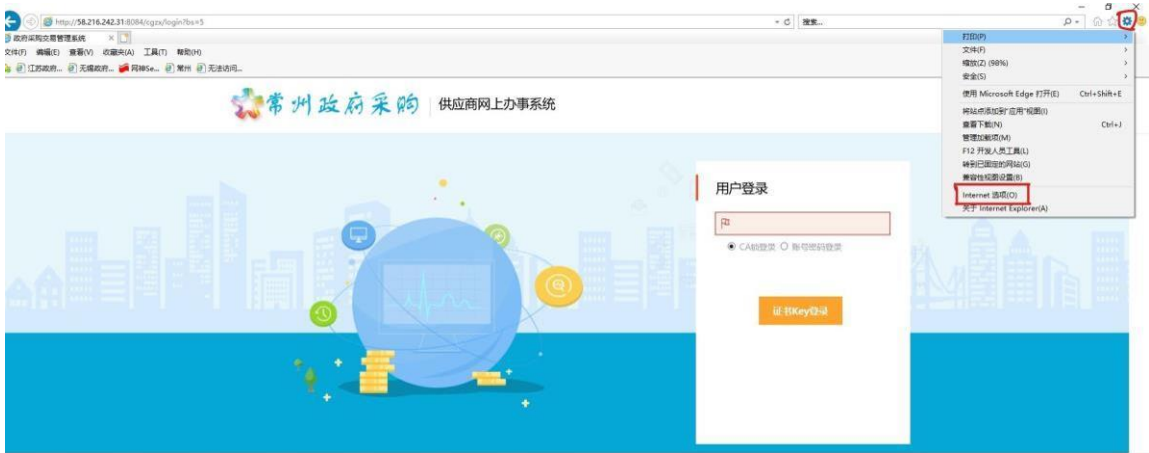 http://58.216.242.31:8084/cgzx/login?bs=5
搜索...
政府采购交易管理系统
文件(F) 编辑(E) 查看(V) 收藏夹(A) 工具(T) 帮助(H)
江苏政府... 无锡政府... 网神Se... 常州 无法访问...
打印(P)
文件(F)
缩放(Z) (98%)
安全(S)
使用 Microsoft Edge 打开(E) Ctrl+Shift+E
将站点添加到“应用”视图(I)
查看下载(N) Ctrl+J
管理加载项(M)
F12 开发人员工具(L)
转到已固定的网站(G)
兼容性视图设置(B)
Internet 选项(O)
关于 Internet Explorer(A)
常州政府采购 供应商网上办事系统
用户登录
CA锁登录 账号密码登录
证书Key登录